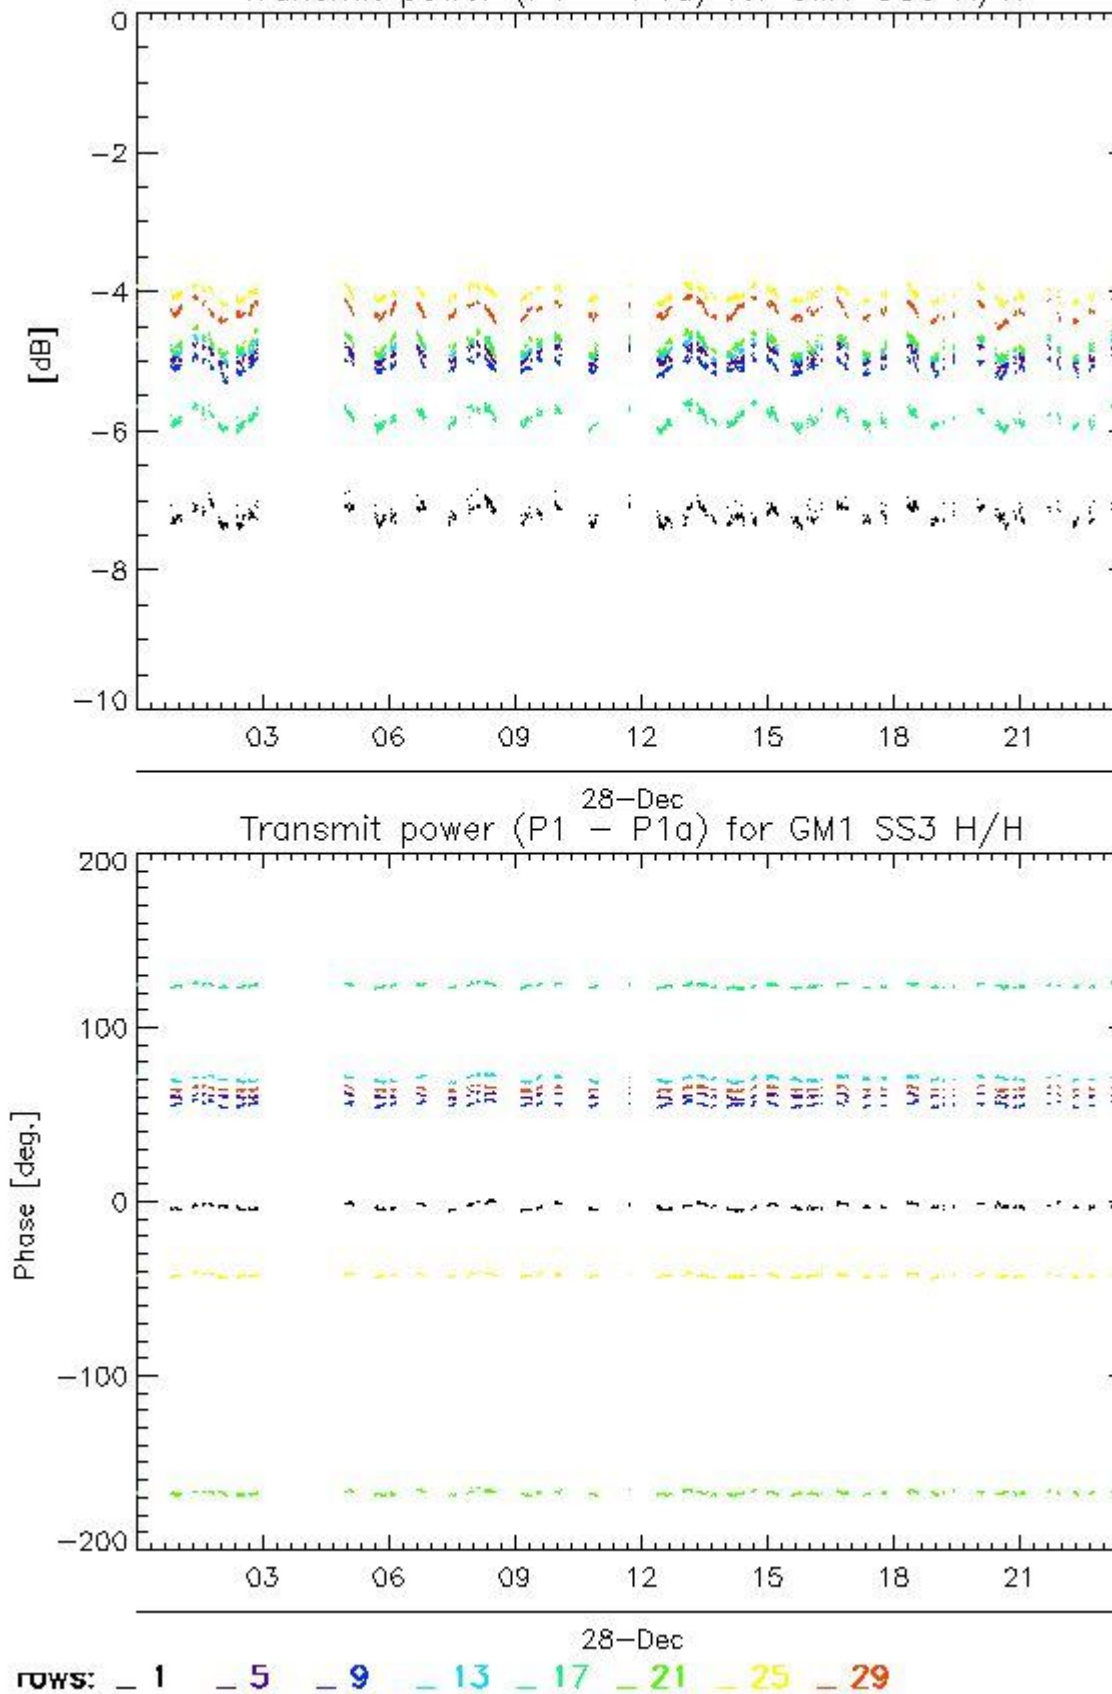 0
−2
−4
[dB]
−6
−8
−10
03 06 09 12 15 18 21
28−Dec
Transmit power (P1 − P1a) for GM1 SS3 H/H
200
100
0
Phase [deg.]
−100
−200
03 06 09 12 15 18 21
28−Dec
rows: _ 1 _ 5 _ 9 _ 13 _ 17 _ 21 _ 25 _ 29